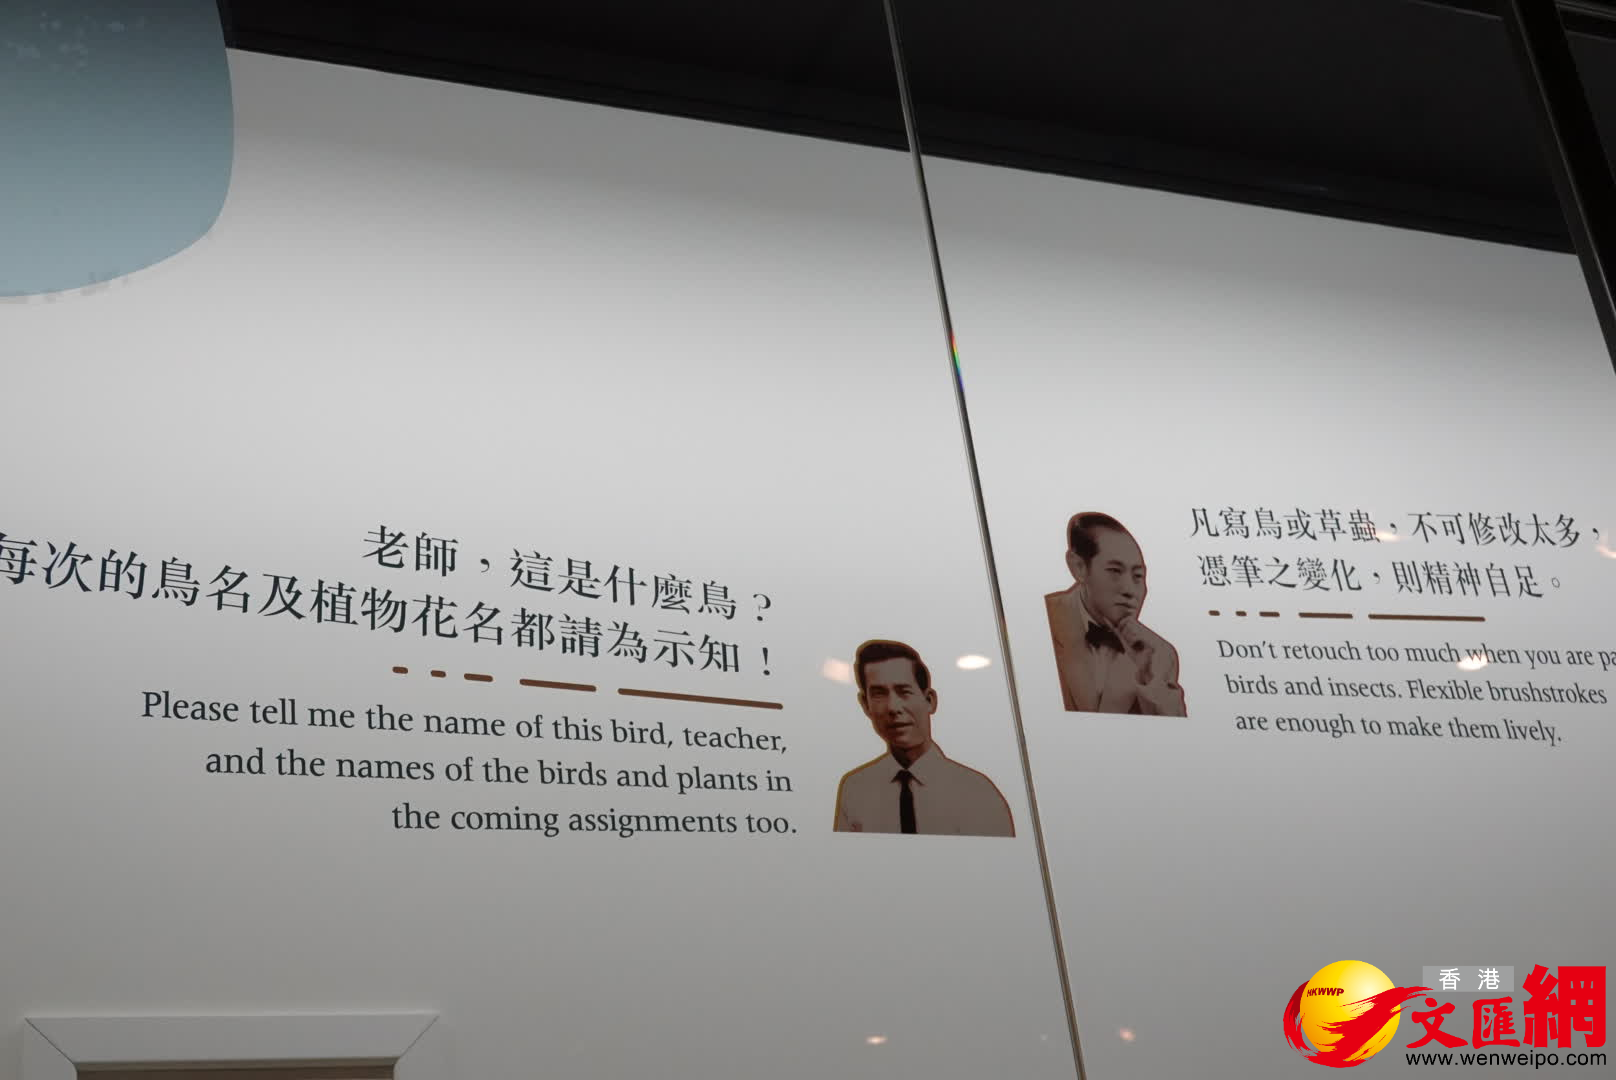 老師，這是什麼鳥？
每次的鳥名及植物花名都請為示知！
Please tell me the name of this bird, teacher,
and the names of the birds and plants in
the coming assignments too.
凡寫鳥或草蟲，不可修改太多，
憑筆之變化，則精神自足。
Don't retouch too much when you are
birds and insects. Flexible brushstrokes
are enough to make them lively.
HKWWP
香港
文匯網
www.wenweipo.com